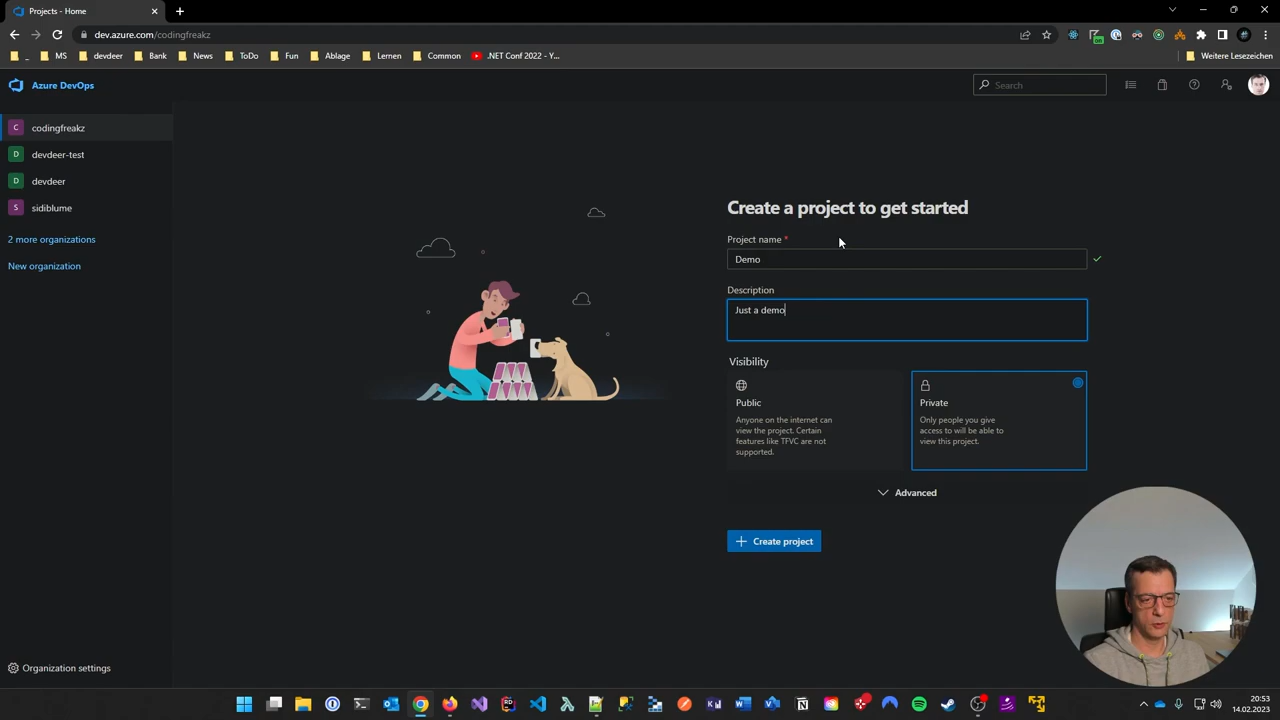 Projects - Home
dev.azure.com/codingfreakz
_
MS
devdeer
Bank
News
ToDo
Fun
Ablage
Lernen
Common
.NET Conf 2022 - Y...
Weitere Lesezeichen
Azure DevOps
Search
C codingfreakz
D devdeer-test
D devdeer
S sidiblume
2 more organizations
New organization
Create a project to get started
Project name *
Demo
Description
Just a demo
Visibility
Public
Anyone on the internet can
view the project. Certain
features like TFVC are not
supported.
Private
Only people you give
access to will be able to
view this project.
Advanced
+ Create project
Organization settings
20:53
14.02.2023